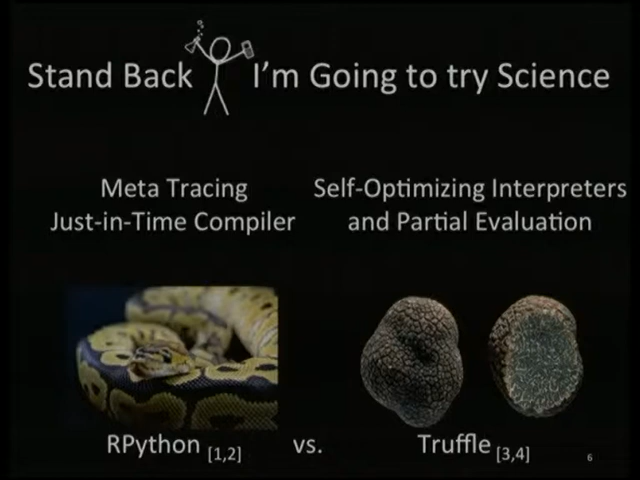 Stand Back I'm Going to try Science
Meta Tracing
Just-in-Time Compiler
Self-Optimizing Interpreters
and Partial Evaluation
RPython [1,2] vs. Truffle [3,4]
6